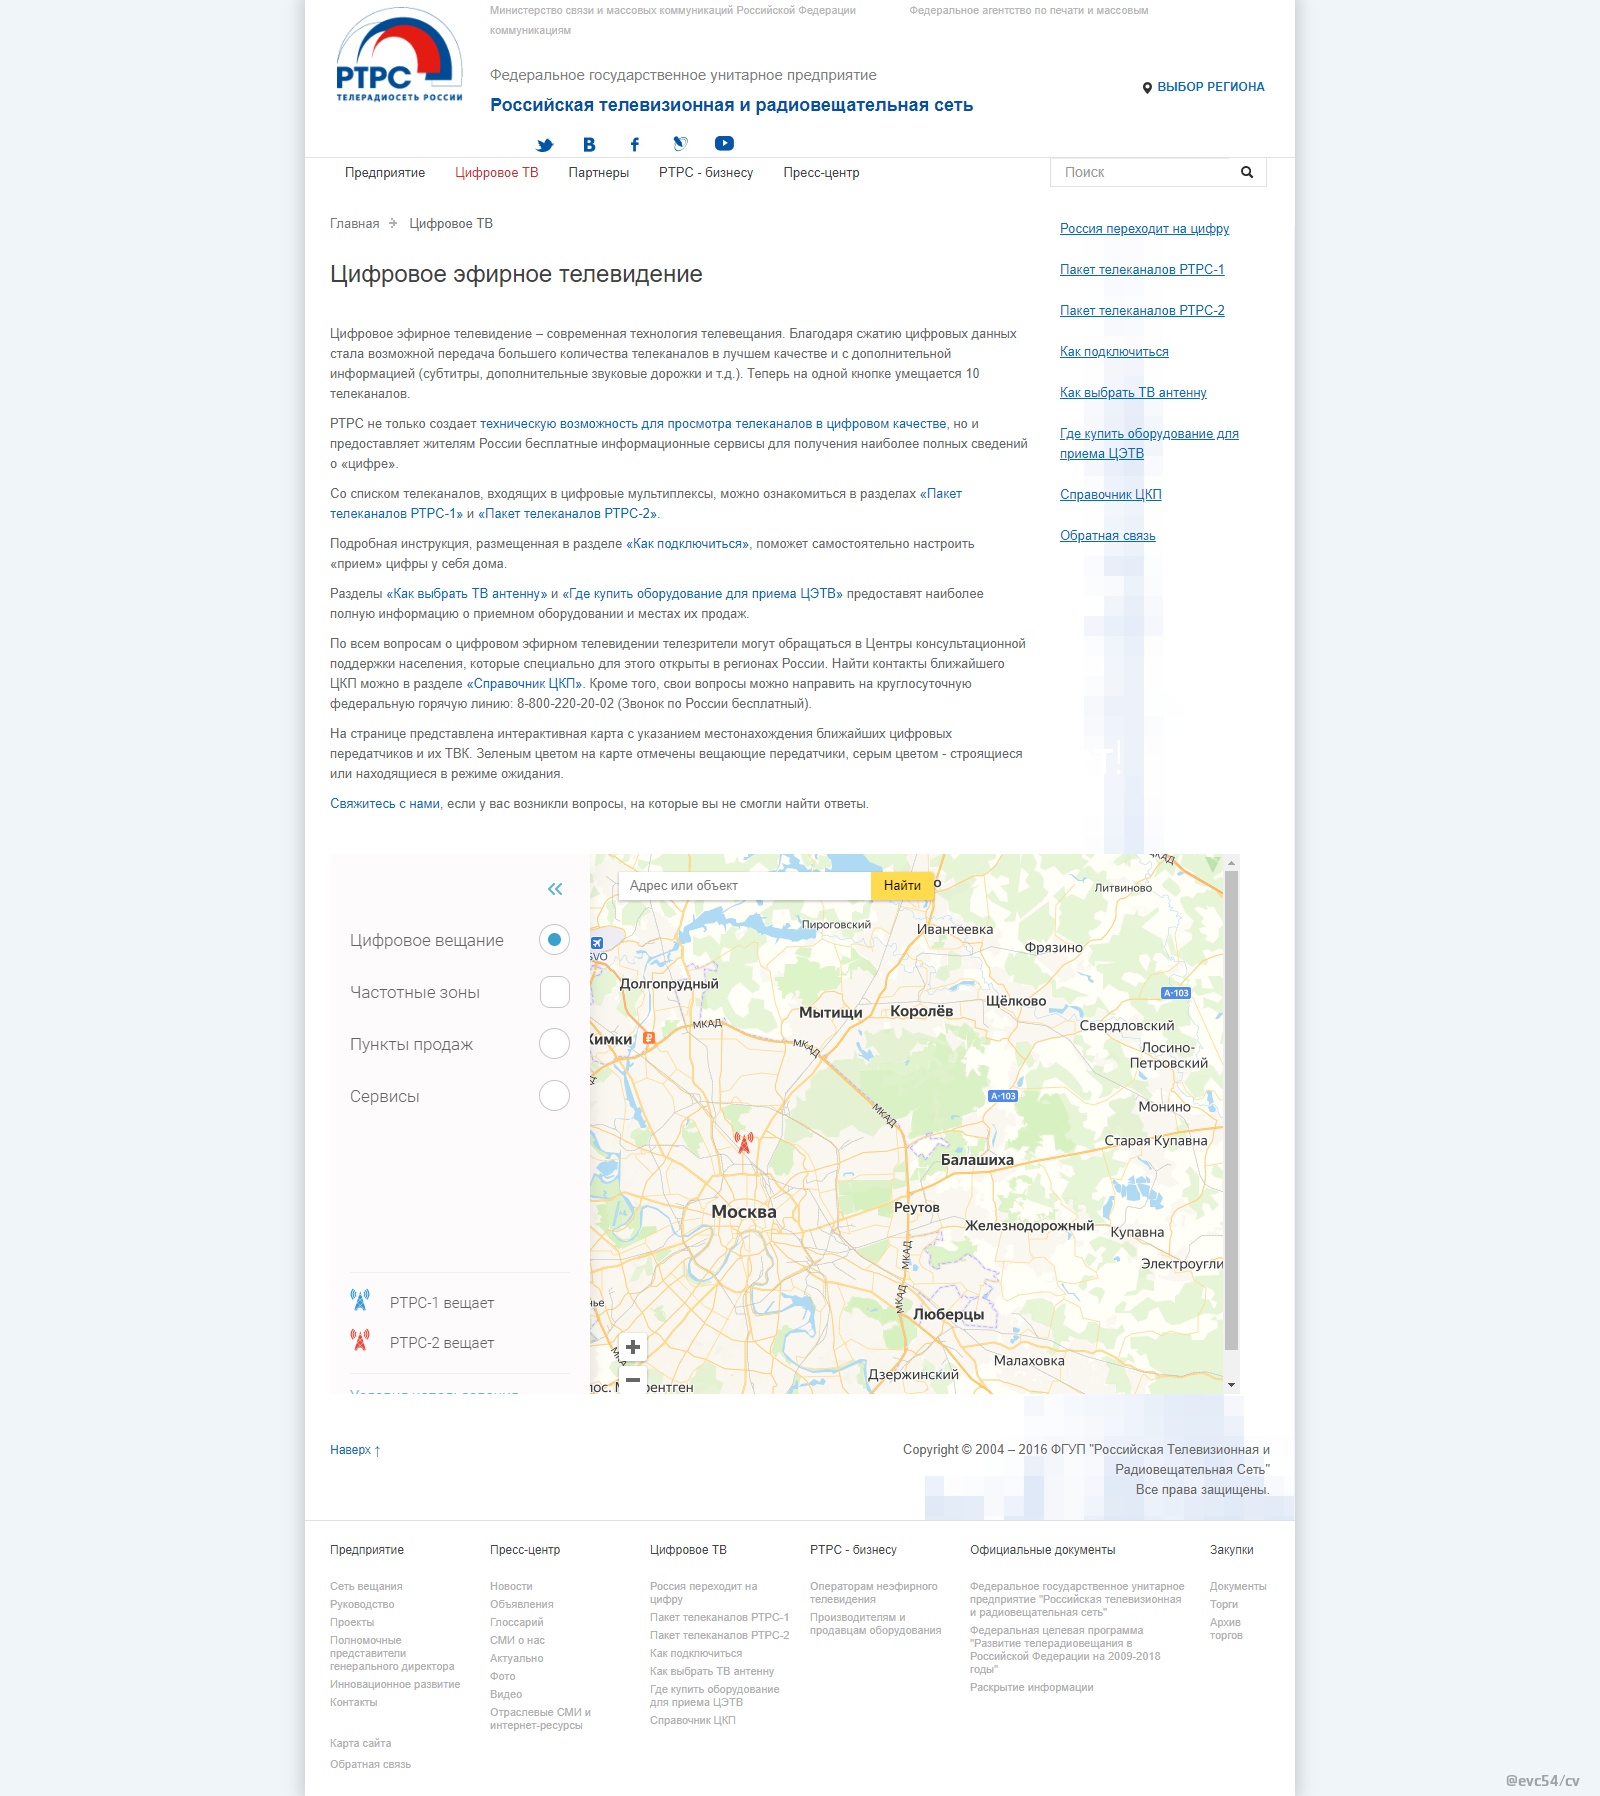 Министерство связи и массовых коммуникаций Российской Федерации Федеральное агентство по печати и массовым
коммуникациям
РТРС
ТЕЛЕРАДИОСЕТЬ РОССИИ
Федеральное государственное унитарное предприятие
Российская телевизионная и радиовещательная сеть
ВЫБОР РЕГИОНА
Предприятие Цифровое ТВ Партнеры РТРС - бизнесу Пресс-центр Поиск
Главная Цифровое ТВ
Цифровое эфирное телевидение
Цифровое эфирное телевидение – современная технология телевещания. Благодаря сжатию цифровых данных
стала возможной передача большего количества телеканалов в лучшем качестве и с дополнительной
информацией (субтитры, дополнительные звуковые дорожки и т.д.). Теперь на одной кнопке умещается 10
телеканалов.
РТРС не только создает техническую возможность для просмотра телеканалов в цифровом качестве, но и
предоставляет жителям России бесплатные информационные сервисы для получения наиболее полных сведений
о «цифре».
Со списком телеканалов, входящих в цифровые мультиплексы, можно ознакомиться в разделах «Пакет
телеканалов РТРС-1» и «Пакет телеканалов РТРС-2».
Подробная инструкция, размещенная в разделе «Как подключиться», поможет самостоятельно настроить
«прием» цифры у себя дома.
Разделы «Как выбрать ТВ антенну» и «Где купить оборудование для приема ЦЭТВ» предоставят наиболее
полную информацию о приемном оборудовании и местах их продаж.
По всем вопросам о цифровом эфирном телевидении телезрители могут обращаться в Центры консультационной
поддержки населения, которые специально для этого открыты в регионах России. Найти контакты ближайшего
ЦКП можно в разделе «Справочник ЦКП». Кроме того, свои вопросы можно направить на круглосуточную
федеральную горячую линию: 8-800-220-20-02 (Звонок по России бесплатный).
На странице представлена интерактивная карта с указанием местонахождения ближайших цифровых
передатчиков и их ТВК. Зеленым цветом на карте отмечены вещающие передатчики, серым цветом - строящиеся
или находящиеся в режиме ожидания.
Свяжитесь с нами, если у вас возникли вопросы, на которые вы не смогли найти ответы.
Россия переходит на цифру
Пакет телеканалов РТРС-1
Пакет телеканалов РТРС-2
Как подключиться
Как выбрать ТВ антенну
Где купить оборудование для
приема ЦЭТВ
Справочник ЦКП
Обратная связь
т!
Цифровое вещание
Частотные зоны
Пункты продаж
Сервисы
РТРС-1 вещает
РТРС-2 вещает
Условия использования
Адрес или объект Найти
МКАД
Литвиново
Пироговский
Ивантеевка
Фрязино
SVO
Долгопрудный
Щёлково
А-103
Мытищи
Королёв
МКАД
Свердловский
Химки
МКАД
Лосино-
Петровский
А-103
Монино
МКАД
Старая Купавна
Балашиха
Москва
Реутов
Железнодорожный
Купавна
МКАД
Электроугли
МКАД
нье
Люберцы
Малаховка
Дзержинский
Наверх ↑
Copyright © 2004 – 2016 ФГУП "Российская Телевизионная и
Радиовещательная Сеть"
Все права защищены.
Предприятие
Сеть вещания
Руководство
Проекты
Полномочные
представители
генерального директора
Инновационное развитие
Контакты
Карта сайта
Обратная связь
Пресс-центр
Новости
Объявления
Глоссарий
СМИ о нас
Актуально
Фото
Видео
Отраслевые СМИ и
интернет-ресурсы
Цифровое ТВ
Россия переходит на
цифру
Пакет телеканалов РТРС-1
Пакет телеканалов РТРС-2
Как подключиться
Как выбрать ТВ антенну
Где купить оборудование
для приема ЦЭТВ
Справочник ЦКП
РТРС - бизнесу
Операторам неэфирного
телевидения
Производителям и
продавцам оборудования
Официальные документы
Федеральное государственное унитарное
предприятие "Российская телевизионная
и радиовещательная сеть"
Федеральная целевая программа
"Развитие телерадиовещания в
Российской Федерации на 2009-2018
годы"
Раскрытие информации
Закупки
Документы
Торги
Архив
торгов
@evc54/cv